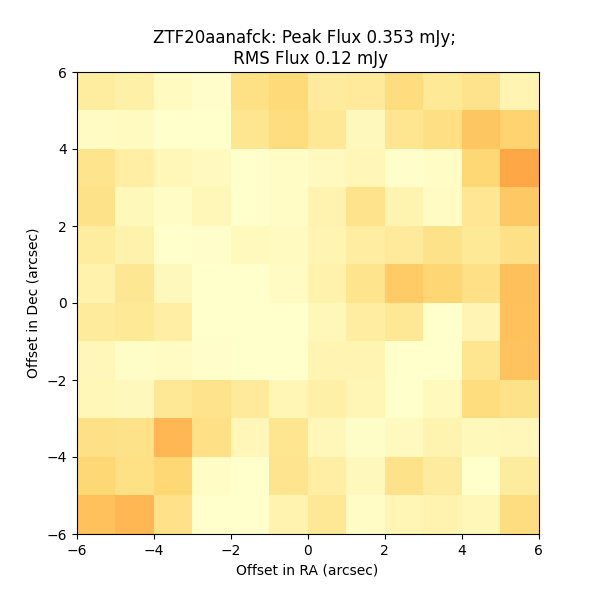 ZTF20aanafck: Peak Flux 0.353 mJy;
RMS Flux 0.12 mJy
6
4
2
0
−2
−4
−6
Offset in Dec (arcsec)
−6 −4 −2 0 2 4 6
Offset in RA (arcsec)